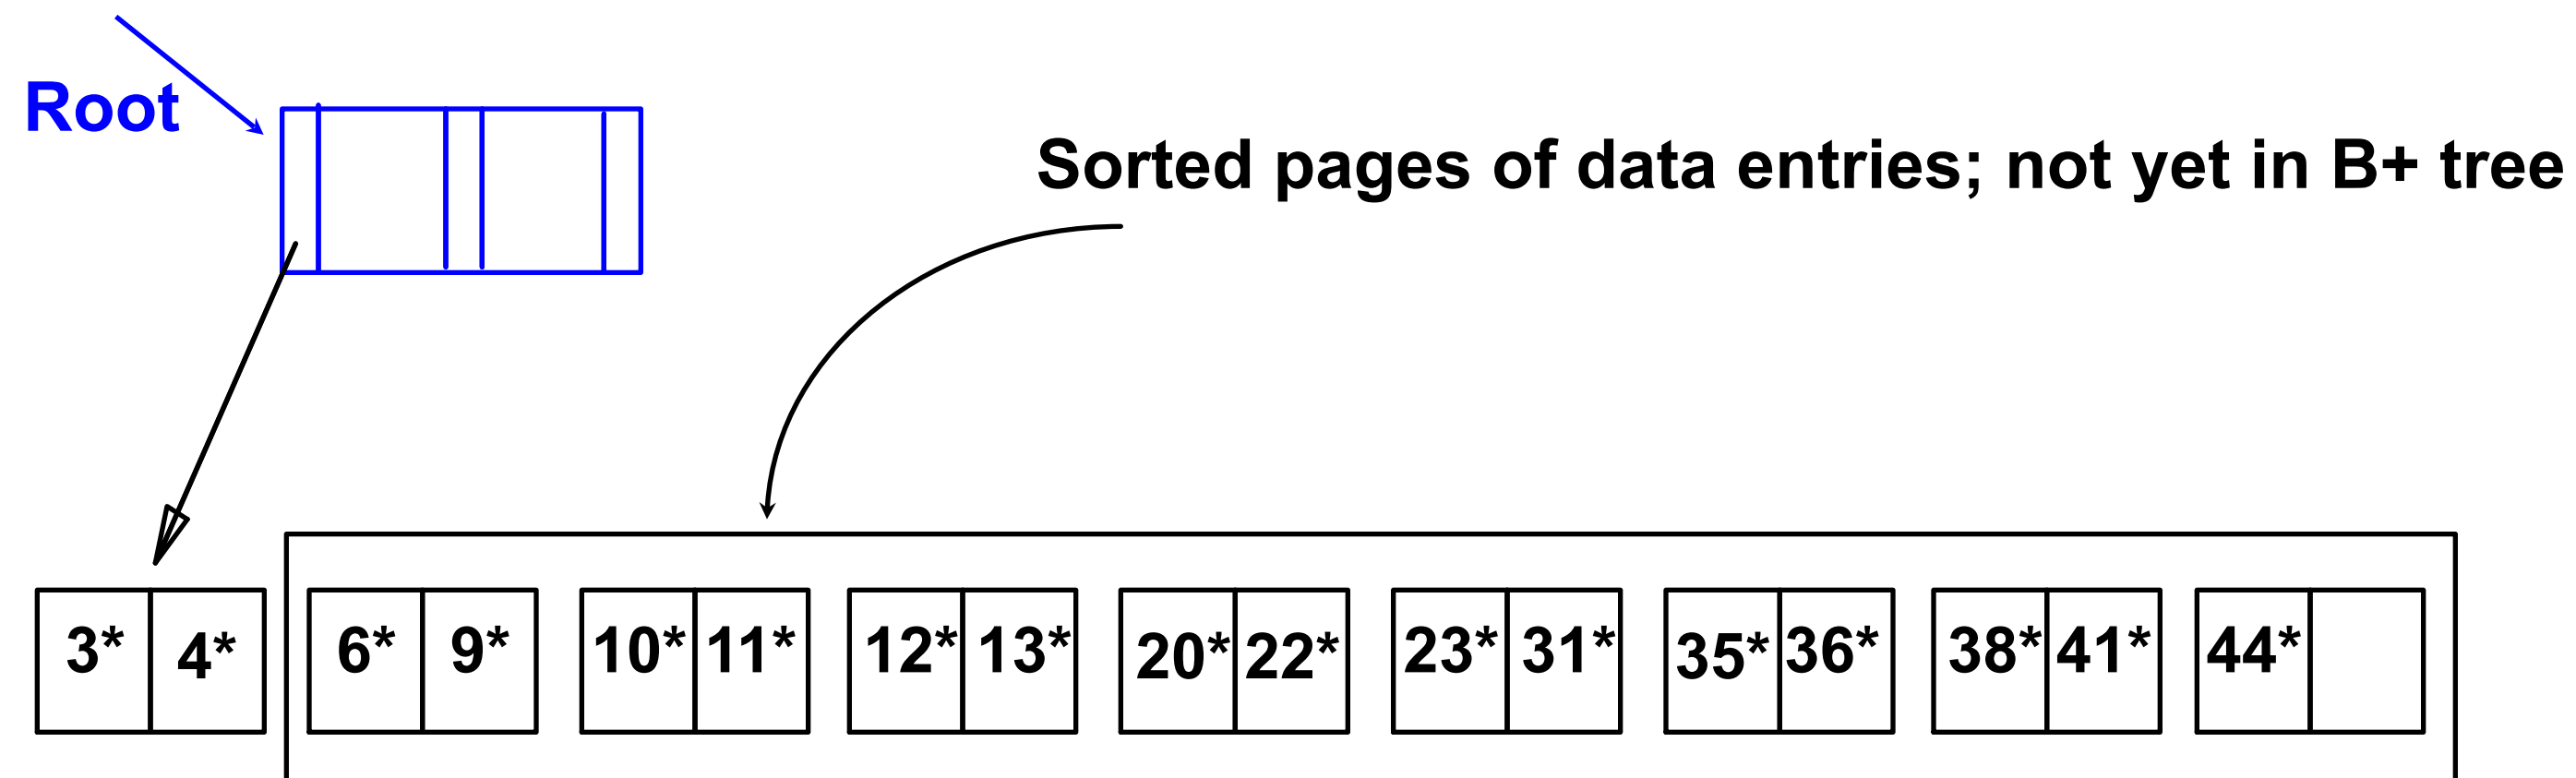 Root
Sorted pages of data entries; not yet in B+ tree
3* 4* 6* 9* 10* 11* 12* 13* 20* 22* 23* 31* 35* 36* 38* 41* 44*